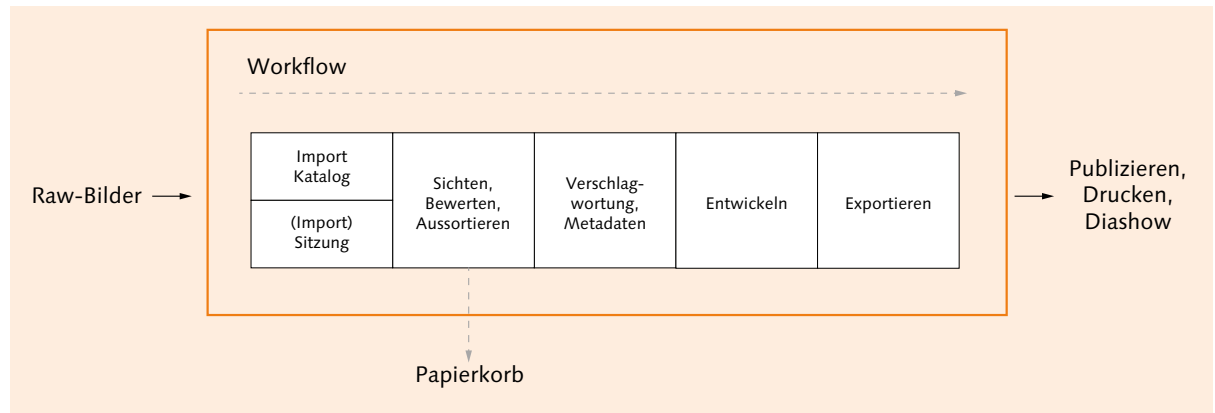 Workflow
Raw-Bilder
Import
Katalog
(Import)
Sitzung
Sichten,
Bewerten,
Aussortieren
Verschlag-
wortung,
Metadaten
Entwickeln
Exportieren
Publizieren,
Drucken,
Diashow
Papierkorb